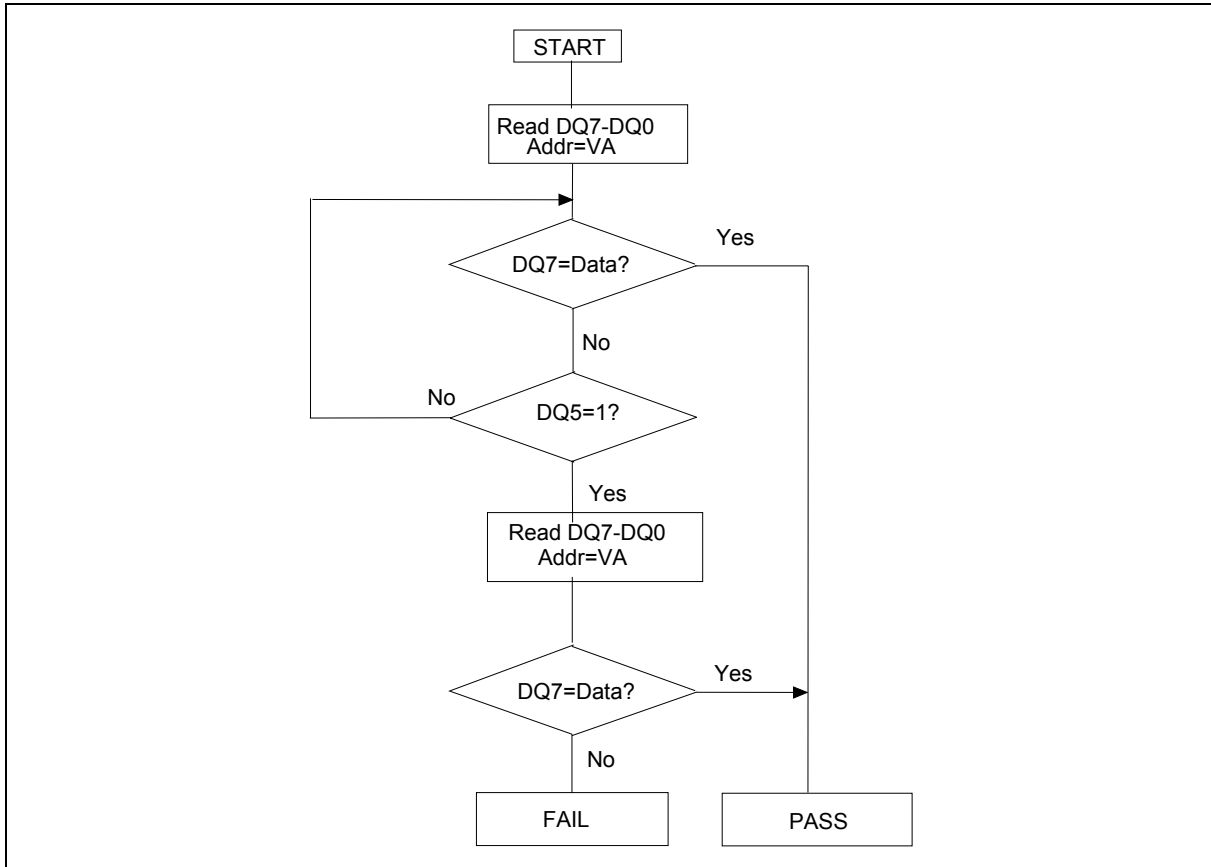 START
Read DQ7-DQ0
Addr=VA
DQ7=Data?
Yes
No
No
DQ5=1?
Yes
Read DQ7-DQ0
Addr=VA
DQ7=Data?
Yes
No
FAIL
PASS